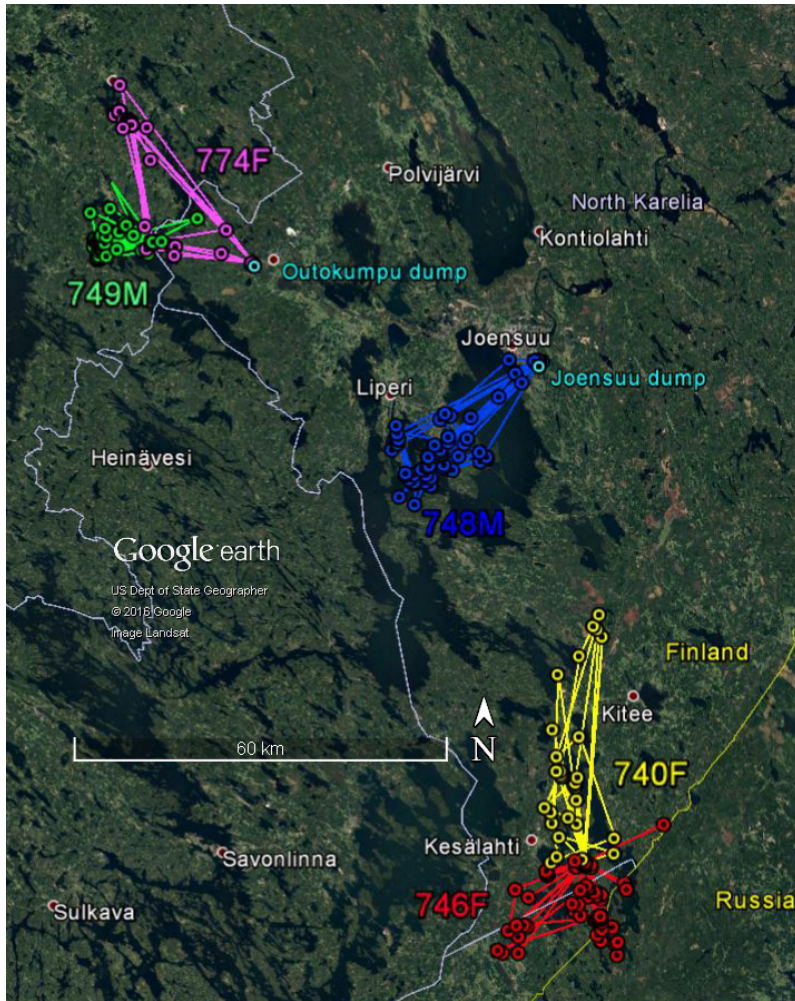 774F
Polvijärvi
North Karelia
Kontiolahti
749M
Outokumpu dump
Joensuu
Joensuu dump
Liperi
Heinävesi
748M
Google earth
US Dept of State Geographer
© 2016 Google
Image Landsat
Finland
Kitee
60 km
N
740F
Kesälahti
Savonlinna
746F
Russia
Sulkava